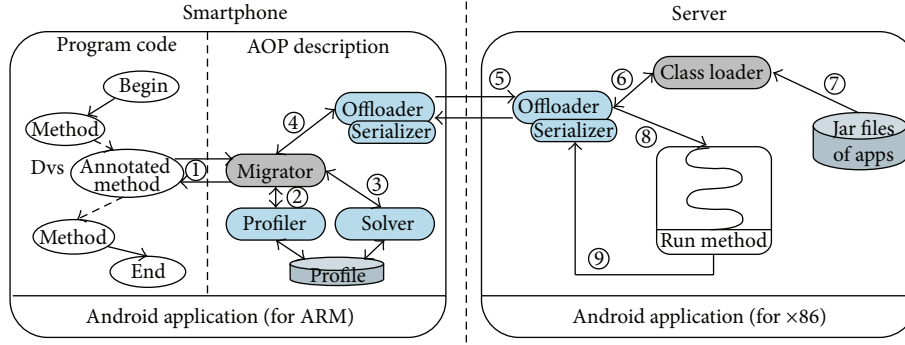 Smartphone
Server
Program code
AOP description
Begin
Method
Dvs
Annotated
method
Method
End
①
④
Offloader
Serializer
Migrator
②
③
Profiler
Solver
Profile
⑤
Offloader
Serializer
⑥
Class loader
⑦
Jar files
of apps
⑧
Run method
⑨
Android application (for ARM)
Android application (for ×86)